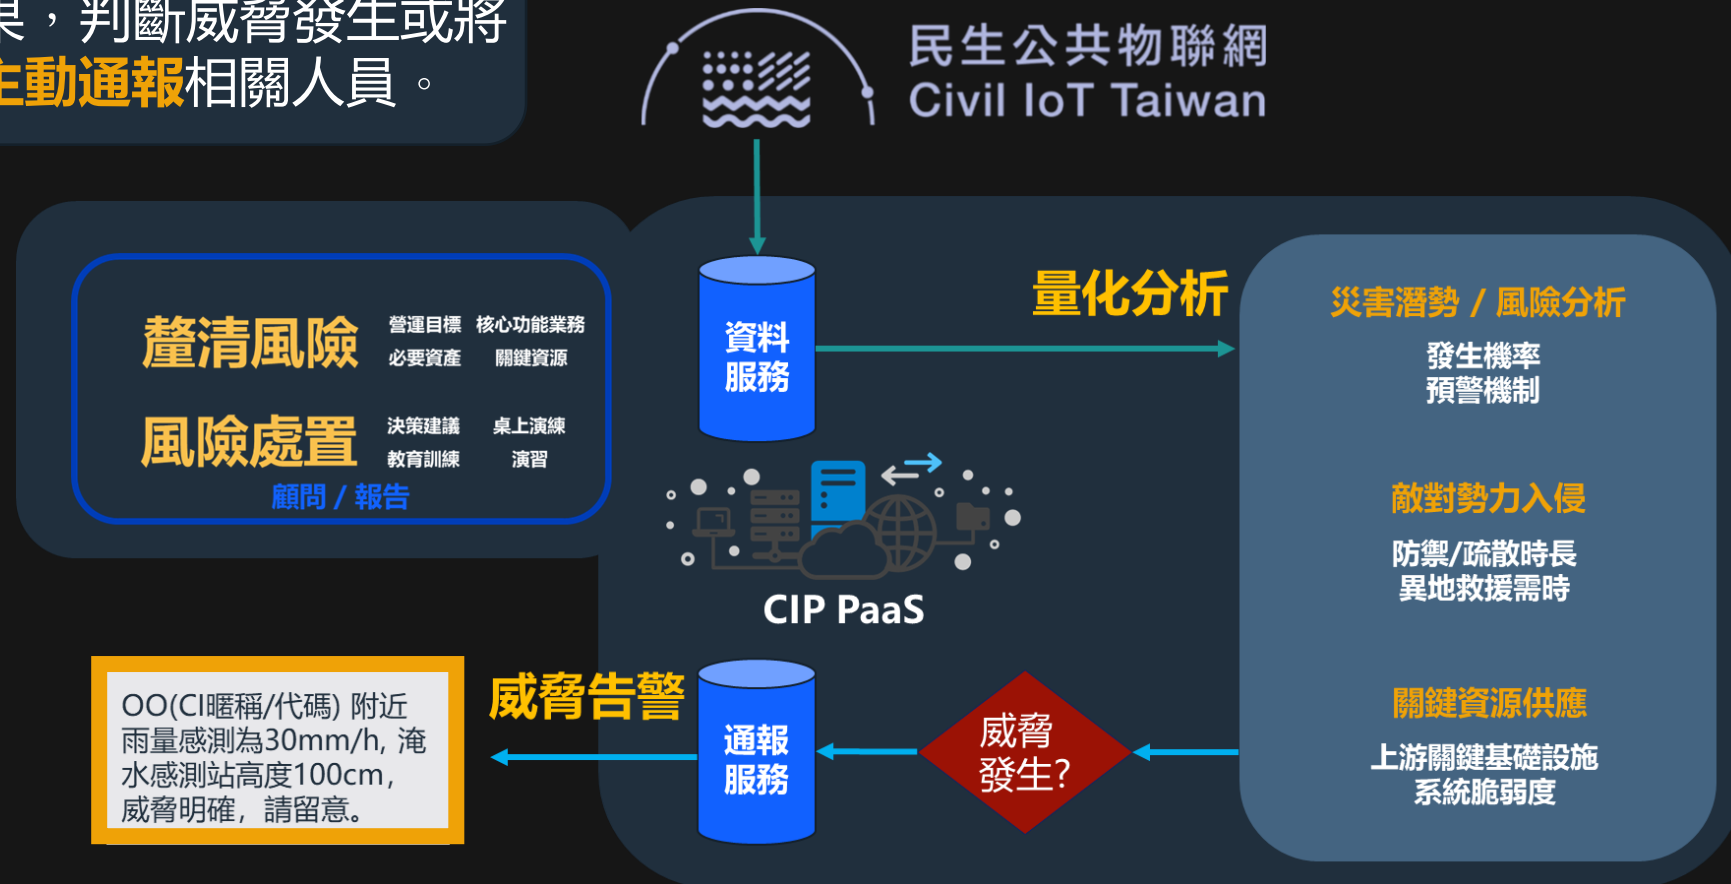 果，判斷威脅發生或將
主動通報相關人員。
民生公共物聯網
Civil IoT Taiwan
釐清風險
營運目標 核心功能業務
必要資產 關鍵資源
風險處置
決策建議 桌上演練
教育訓練 演習
顧問 / 報告
資料
服務
量化分析
災害潛勢 / 風險分析
發生機率
預警機制
敵對勢力入侵
防禦/疏散時長
異地救援需時
關鍵資源供應
上游關鍵基礎設施
系統脆弱度
CIP PaaS
威脅
發生?
通報
服務
威脅告警
OO(CI暱稱/代碼) 附近
雨量感測為30mm/h, 淹
水感測站高度100cm,
威脅明確，請留意。